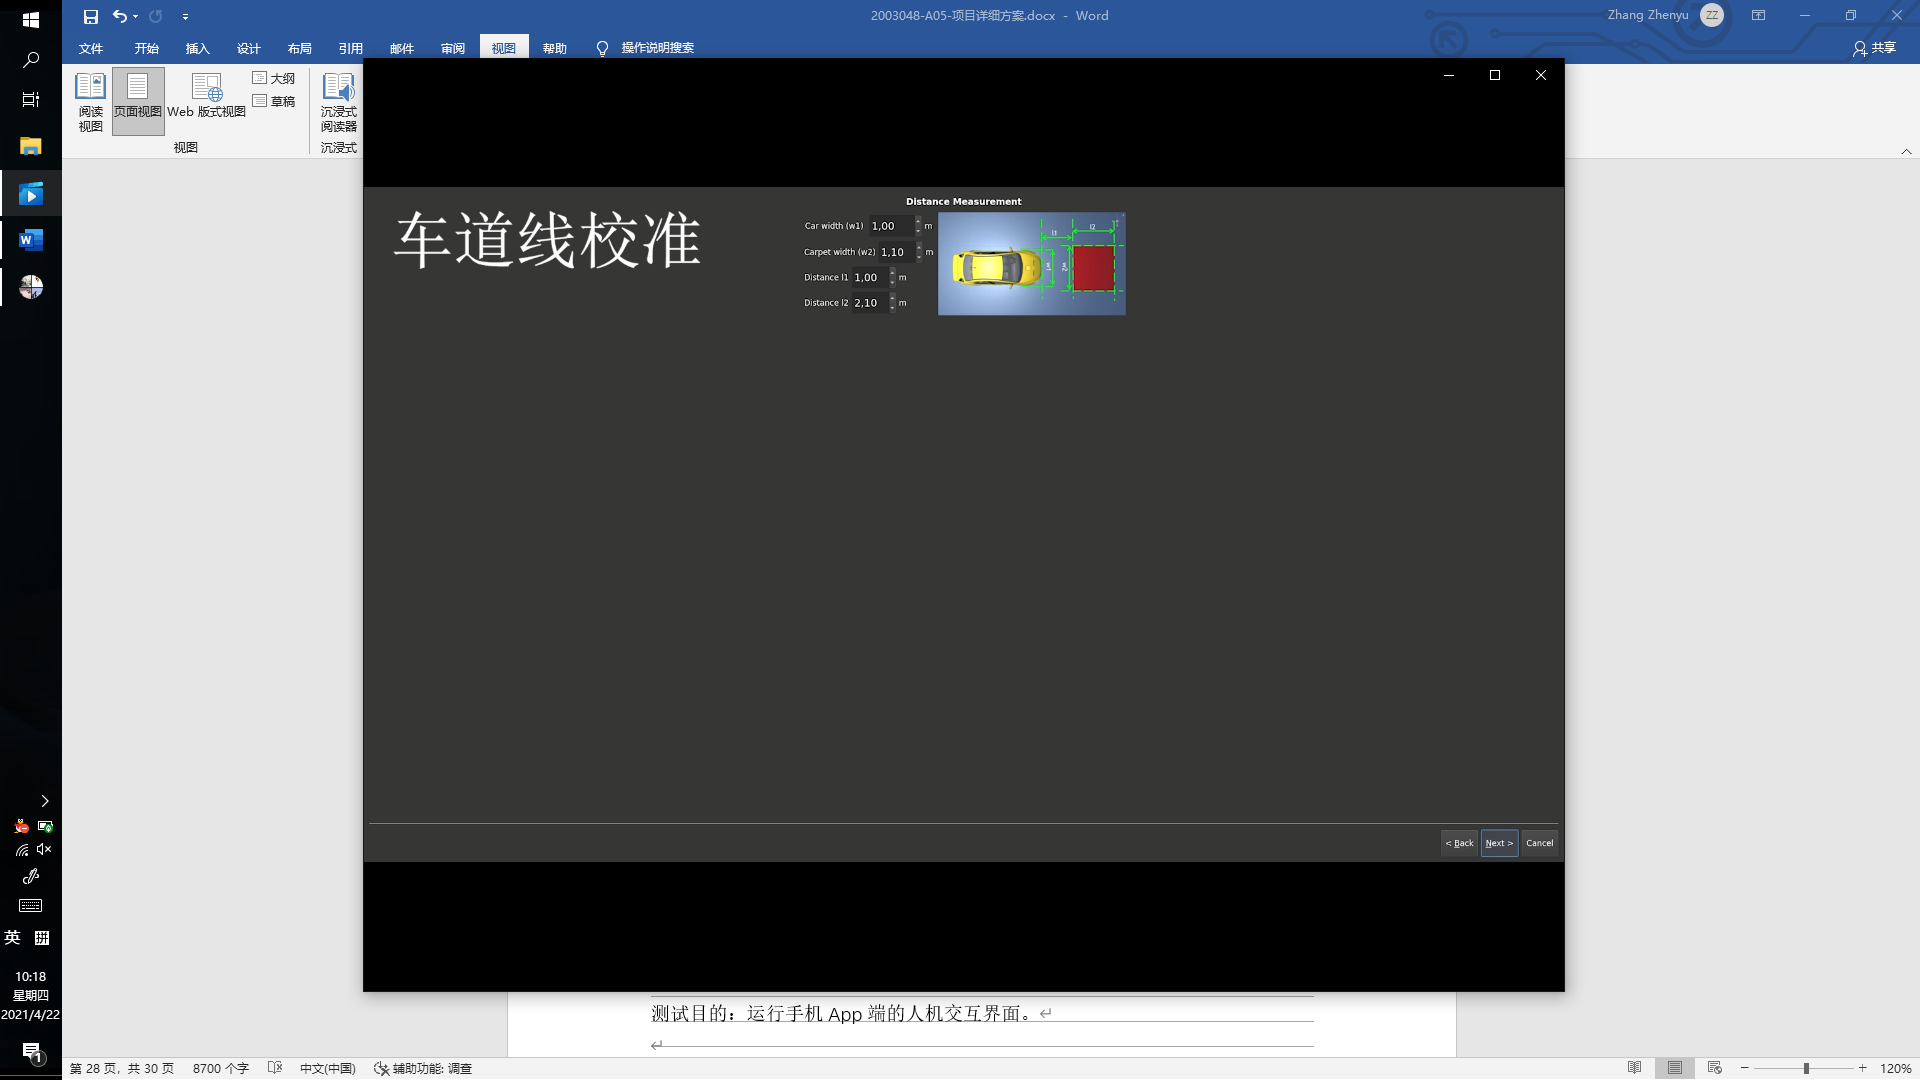 2003048-A05-项目详细方案.docx - Word
Zhang Zhenyu ZZ
文件 开始 插入 设计 布局 引用 邮件 审阅 视图 帮助 操作说明搜索 共享
阅读视图 页面视图 Web 版式视图 大纲 草稿 沉浸式阅读器
视图 沉浸式
车道线校准
Distance Measurement
Car width (w1) 1,00 m
Carpet width (w2) 1,10 m
Distance l1 1,00 m
Distance l2 2,10 m
l1 l2
w1 w2
< Back Next > Cancel
英 拼
10:18
星期四
2021/4/22
1
测试目的：运行手机 App 端的人机交互界面。
第 28 页，共 30 页 8700 个字 中文(中国) 辅助功能: 调查 120%